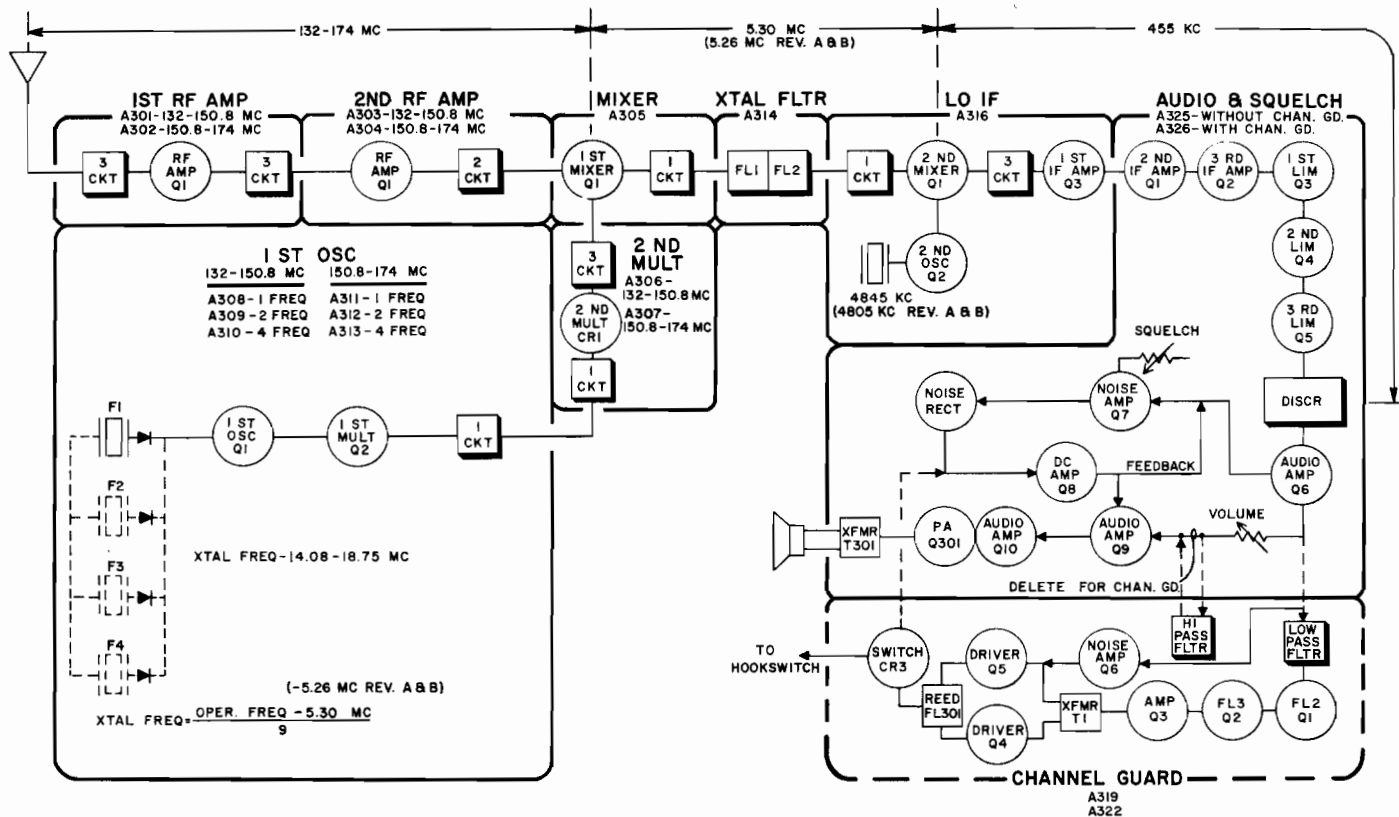 132-174 MC
5.30 MC
(5.26 MC REV. A & B)
455 KC
1ST RF AMP
A301-132-150.8 MC
A302-150.8-174 MC
2ND RF AMP
A303-132-150.8 MC
A304-150.8-174 MC
MIXER
A305
XTAL FLTR
A314
LO IF
A316
AUDIO & SQUELCH
A325-WITHOUT CHAN. GD.
A326-WITH CHAN. GD.
3
CKT
RF
AMP
Q1
3
CKT
RF
AMP
Q1
2
CKT
1 ST
MIXER
Q1
1
CKT
FL1
FL2
1
CKT
2 ND
MIXER
Q1
3
CKT
1 ST
IF AMP
Q3
2 ND
IF AMP
Q1
3 RD
IF AMP
Q2
1 ST
LIM
Q3
1 ST OSC
132-150.8 MC
150.8-174 MC
A308-1 FREQ
A311-1 FREQ
A309-2 FREQ
A312-2 FREQ
A310-4 FREQ
A313-4 FREQ
3
CKT
2 ND
MULT
A306-
132-150.8 MC
A307-
150.8-174 MC
2 ND
MULT
CR1
1
CKT
2 ND
OSC
Q2
4845 KC
(4805 KC REV. A & B)
2 ND
LIM
Q4
3 RD
LIM
Q5
SQUELCH
NOISE
RECT
NOISE
AMP
Q7
DISCR
F1
1 ST
OSC
Q1
1 ST
MULT
Q2
1
CKT
F2
F3
F4
XTAL FREQ-14.08-18.75 MC
DC
AMP
Q8
FEEDBACK
AUDIO
AMP
Q6
VOLUME
XFMR
T301
PA
Q301
AUDIO
AMP
Q10
AUDIO
AMP
Q9
DELETE FOR CHAN. GD.
HI
PASS
FLTR
LOW
PASS
FLTR
TO
HOOKSWITCH
SWITCH
CR3
DRIVER
Q5
NOISE
AMP
Q6
REED
FL301
DRIVER
Q4
XFMR
T1
AMP
Q3
FL3
Q2
FL2
Q1
(-5.26 MC REV. A & B)
XTAL FREQ=OPER. FREQ -5.30 MC
9
CHANNEL GUARD
A319
A322